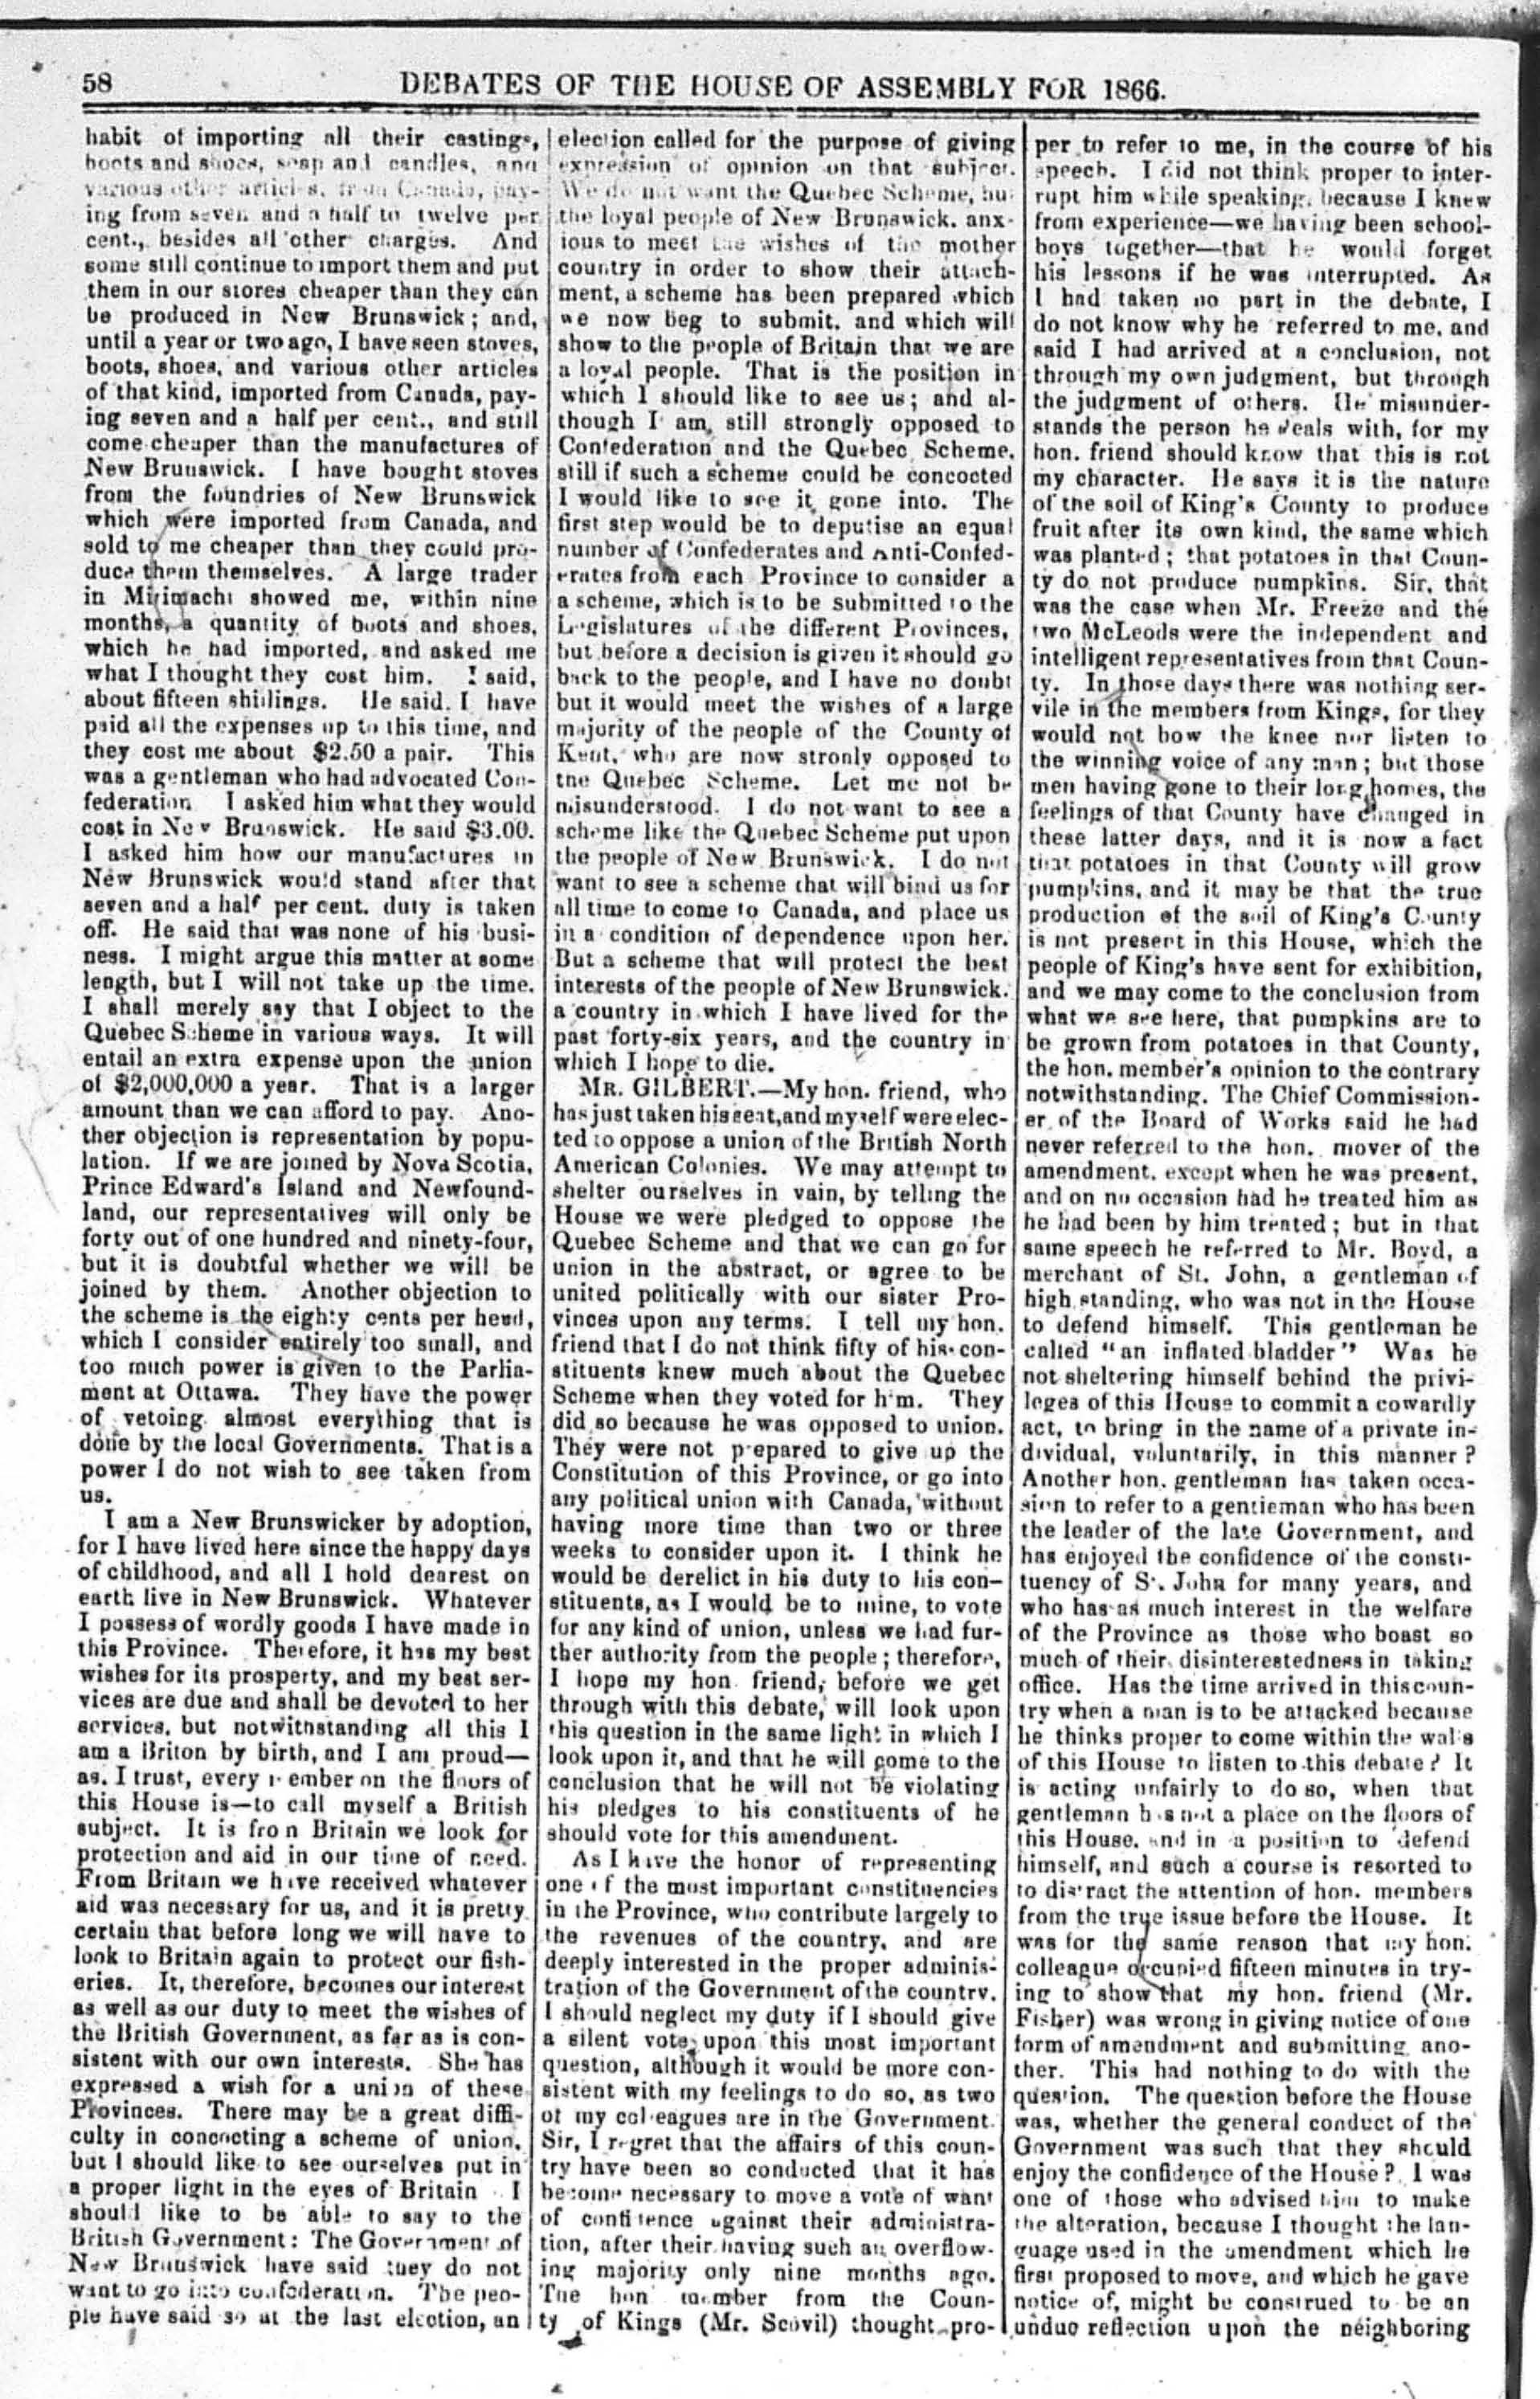 58
DEBATES OF THE HOUSE OF ASSEMBLY FOR 1866.
habit of importing all their castings,
boots and shoes, soap and candles, and
various other articles, from Canada, pay-
ing from seven and a half to twelve per
cent., besides all other charges. And
some still continue to import them and put
them in our stores cheaper than they can
be produced in New Brunswick; and,
until a year or two ago, I have seen stoves,
boots, shoes, and various other articles
of that kind, imported from Canada, pay-
ing seven and a half per cent., and still
come cheaper than the manufactures of
New Brunswick. I have bought stoves
from the foundries of New Brunswick
which were imported from Canada, and
sold to me cheaper than they could pro-
duce them themselves. A large trader
in Mirimachi showed me, within nine
months, a quantity of boots and shoes,
which he had imported, and asked me
what I thought they cost him. I said,
about fifteen shillings. He said. I have
paid all the expenses up to this time, and
they cost me about $2.50 a pair. This
was a gentleman who had advocated Con-
federation I asked him what they would
cost in New Brunswick. He said $3.00.
I asked him how our manufactures in
New Brunswick would stand after that
seven and a half per cent. duty is taken
off. He said that was none of his busi-
ness. I might argue this matter at some
length, but I will not take up the time.
I shall merely say that I object to the
Quebec Scheme in various ways. It will
entail an extra expense upon the union
of $2,000,000 a year. That is a larger
amount than we can afford to pay. Ano-
ther objection is representation by popu-
lation. If we are joined by Nova Scotia,
Prince Edward's Island and Newfound-
land, our representatives will only be
forty out of one hundred and ninety-four,
but it is doubtful whether we will be
joined by them. Another objection to
the scheme is the eighty cents per head,
which I consider entirely too small, and
too much power is given to the Parlia-
ment at Ottawa. They have the power
of vetoing almost everything that is
done by the local Governments. That is a
power I do not wish to see taken from
us.
I am a New Brunswicker by adoption,
for I have lived here since the happy days
of childhood, and all I hold dearest on
earth live in New Brunswick. Whatever
I possess of wordly goods I have made in
this Province. Therefore, it has my best
wishes for its prosperty, and my best ser-
vices are due and shall be devoted to her
services, but notwithstanding all this I
am a Briton by birth, and I am proud—
as. I trust, every member on the floors of
this House is—to call myself a British
subject. It is from Britain we look for
protection and aid in our time of need.
From Britain we have received whatever
aid was necessary for us, and it is pretty
certain that before long we will have to
look to Britain again to protect our fish-
eries. It, therefore, becomes our interest
as well as our duty to meet the wishes of
the British Government, as far as is con-
sistent with our own interests. She has
expressed a wish for a union of these
Provinces. There may be a great diffi-
culty in concocting a scheme of union,
but I should like to see ourselves put in
a proper light in the eyes of Britain I
should like to be able to say to the
British Government: The Government of
New Brunswick have said they do not
want to go into confederation. The peo-
ple have said so at the last election, an
election called for the purpose of giving
expression of opinion on that subject.
We do not want the Quebec Scheme, but
the loyal people of New Brunswick. anx-
ious to meet the wishes of the mother
country in order to show their attach-
ment, a scheme has been prepared which
we now beg to submit. and which will
show to the people of Britain that we are
a loyal people. That is the position in
which I should like to see us; and al-
though I am still strongly opposed to
Confederation and the Quebec Scheme.
still if such a scheme could be concocted
I would like to see it gone into. The
first step would be to deputise an equal
number of Confederates and Anti-Confed-
erates from each Province to consider a
a scheme, which is to be submitted to the
Legislatures of the different Provinces,
but before a decision is given it should go
back to the people, and I have no doubt
but it would meet the wishes of a large
majority of the people of the County of
Kent, who are now stronly opposed to
the Quebec Scheme. Let me not be
misunderstood. I do not want to see a
scheme like the Quebec Scheme put upon
the people of New Brunswick. I do not
want to see a scheme that will bind us for
all time to come to Canada, and place us
in a condition of dependence upon her.
But a scheme that will protect the best
interests of the people of New Brunswick.
a country in which I have lived for the
past forty-six years, and the country in
which I hope to die.
MR. GILBERT.—My hon. friend, who
has just taken his seat, and myself were elec-
ted to oppose a union of the British North
American Colonies. We may attempt to
shelter ourselves in vain, by telling the
House we were pledged to oppose the
Quebec Scheme and that we can go for
union in the abstract, or agree to be
united politically with our sister Pro-
vinces upon any terms. I tell my hon.
friend that I do not think fifty of his con-
stituents knew much about the Quebec
Scheme when they voted for him. They
did so because he was opposed to union.
They were not prepared to give up the
Constitution of this Province, or go into
any political union with Canada, without
having more time than two or three
weeks to consider upon it. I think he
would be derelict in his duty to his con-
stituents, as I would be to mine, to vote
for any kind of union, unless we had fur-
ther authority from the people; therefore,
I hope my hon friend, before we get
through with this debate, will look upon
this question in the same light in which I
look upon it, and that he will come to the
conclusion that he will not be violating
his pledges to his constituents of he
should vote for this amendment.
As I have the honor of representing
one of the most important constituencies
in the Province, who contribute largely to
the revenues of the country, and are
deeply interested in the proper adminis-
tration of the Government of the country.
I should neglect my duty if I should give
a silent vote upon this most important
question, although it would be more con-
sistent with my feelings to do so, as two
of my colleagues are in the Government.
Sir, I regret that the affairs of this coun-
try have been so conducted that it has
become necessary to move a vote of want
of confidence against their administra-
tion, after their having such an overflow-
ing majority only nine months ago.
The hon member from the Coun-
ty of Kings (Mr. Scovil) thought pro-
per to refer to me, in the course of his
speech. I did not think proper to inter-
rupt him while speaking, because I knew
from experience—we having been school-
boys together—that he would forget
his lessons if he was interrupted. As
I had taken no part in the debate, I
do not know why he referred to me, and
said I had arrived at a conclusion, not
through my own judgment, but through
the judgment of others. He misunder-
stands the person he deals with, for my
hon. friend should know that this is not
my character. He says it is the nature
of the soil of King's County to produce
fruit after its own kind, the same which
was planted; that potatoes in that Coun-
ty do not produce pumpkins. Sir, that
was the case when Mr. Freeze and the
two McLeods were the independent and
intelligent representatives from that Coun-
ty. In those days there was nothing ser-
vile in the members from Kings, for they
would not bow the knee nor listen to
the winning voice of any man; but those
men having gone to their long homes, the
feelings of that County have changed in
these latter days, and it is now a fact
that potatoes in that County will grow
pumpkins, and it may be that the true
production of the soil of King's County
is not present in this House, which the
people of King's have sent for exhibition,
and we may come to the conclusion from
what we see here, that pumpkins are to
be grown from potatoes in that County,
the hon. member's opinion to the contrary
notwithstanding. The Chief Commission-
er of the Board of Works said he had
never referred to the hon. mover of the
amendment. except when he was present,
and on no occasion had he treated him as
he had been by him treated; but in that
same speech he referred to Mr. Boyd, a
merchant of St. John, a gentleman of
high standing, who was not in the House
to defend himself. This gentleman he
called "an inflated bladder" Was he
not sheltering himself behind the privi-
leges of this House to commit a cowardly
act, to bring in the name of a private in-
dividual, voluntarily, in this manner?
Another hon. gentleman has taken occa-
sion to refer to a gentleman who has been
the leader of the late Government, and
has enjoyed the confidence of the consti-
tuency of St. John for many years, and
who has as much interest in the welfare
of the Province as those who boast so
much of their disinterestedness in taking
office. Has the time arrived in this coun-
try when a man is to be attacked because
he thinks proper to come within the walls
of this House to listen to this debate? It
is acting unfairly to do so, when that
gentleman has not a place on the floors of
this House, and in a position to defend
himself, and such a course is resorted to
to distract the attention of hon. members
from the true issue before the House. It
was for the same reason that my hon.
colleague occupied fifteen minutes in try-
ing to show that my hon. friend (Mr.
Fisher) was wrong in giving notice of one
form of amendment and submitting ano-
ther. This had nothing to do with the
question. The question before the House
was, whether the general conduct of the
Government was such that they should
enjoy the confidence of the House? I was
one of those who advised him to make
the alteration, because I thought the lan-
guage used in the amendment which he
first proposed to move, and which he gave
notice of, might be construed to be an
undue reflection upon the neighboring